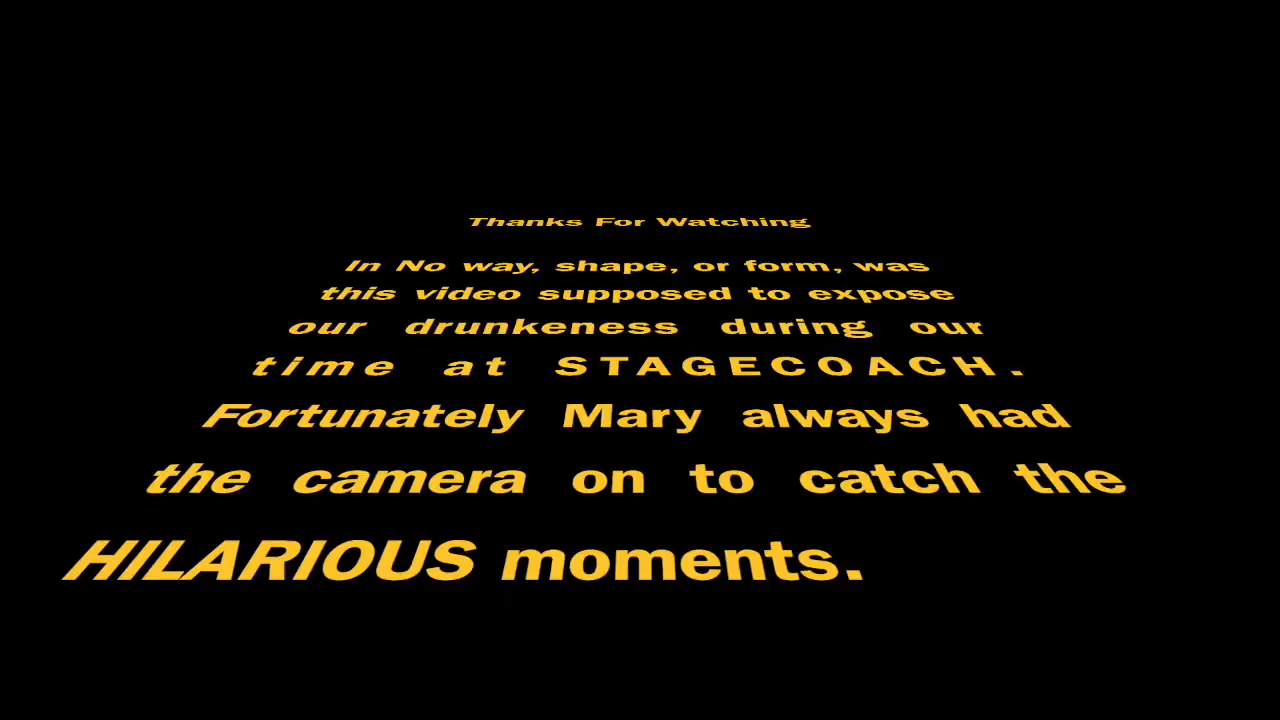 Thanks For Watching
In No way, shape, or form, was
this video supposed to expose
our drunkeness during our
time at STAGECOACH.
Fortunately Mary always had
the camera on to catch the
HILARIOUS moments.